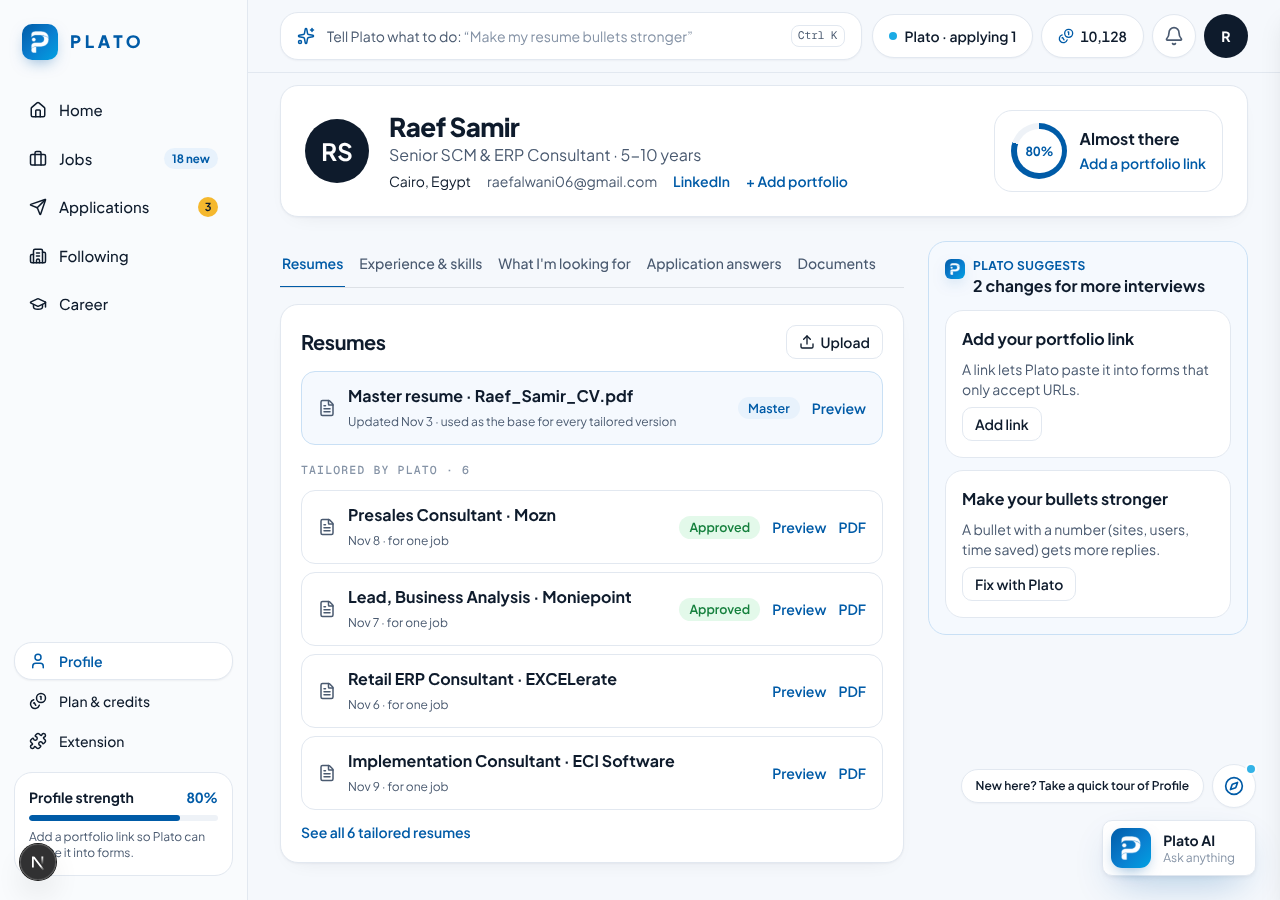 PLATO
Home
Jobs
18 new
Applications
3
Following
Career
Profile
Plan & credits
Extension
Profile strength
80%
Add a portfolio link so Plato can
it into forms.
N
Tell Plato what to do: “Make my resume bullets stronger”
Ctrl K
Plato · applying 1
10,128
R
RS
Raef Samir
Senior SCM & ERP Consultant · 5–10 years
Cairo, Egypt
raefalwani06@gmail.com
LinkedIn
+ Add portfolio
80%
Almost there
Add a portfolio link
Resumes
Experience & skills
What I'm looking for
Application answers
Documents
Resumes
Upload
Master resume · Raef_Samir_CV.pdf
Updated Nov 3 · used as the base for every tailored version
Master
Preview
TAILORED BY PLATO · 6
Presales Consultant · Mozn
Nov 8 · for one job
Approved
Preview
PDF
Lead, Business Analysis · Moniepoint
Nov 7 · for one job
Approved
Preview
PDF
Retail ERP Consultant · EXCELerate
Nov 6 · for one job
Preview
PDF
Implementation Consultant · ECI Software
Nov 9 · for one job
Preview
PDF
See all 6 tailored resumes
PLATO SUGGESTS
2 changes for more interviews
Add your portfolio link
A link lets Plato paste it into forms that
only accept URLs.
Add link
Make your bullets stronger
A bullet with a number (sites, users,
time saved) gets more replies.
Fix with Plato
New here? Take a quick tour of Profile
Plato AI
Ask anything